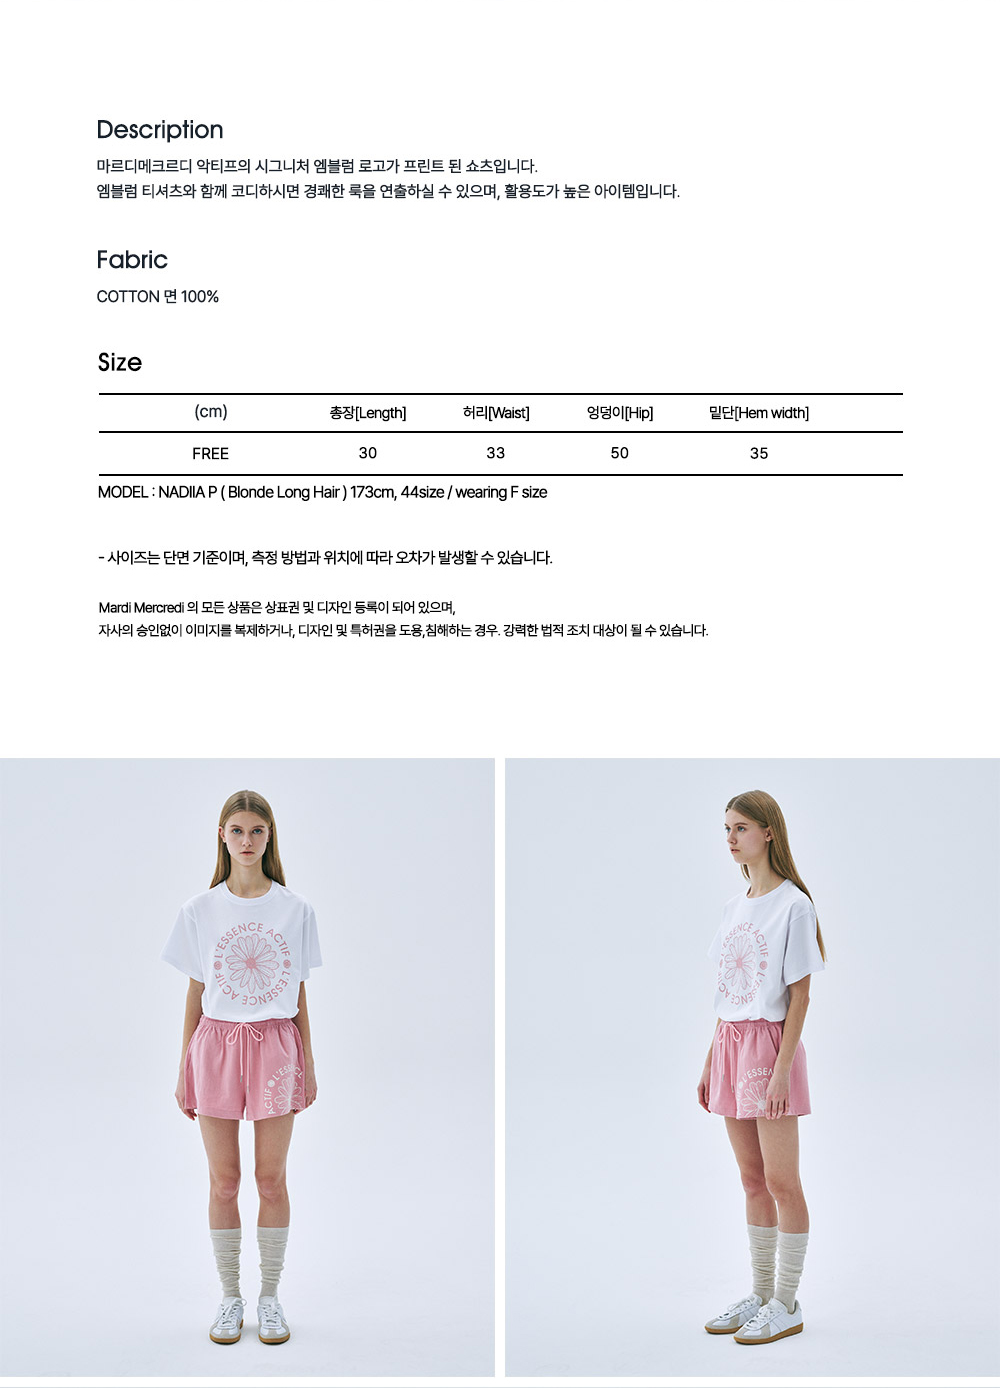 Description
마르디메크르디 악티프의 시그니처 엠블럼 로고가 프린트 된 쇼츠입니다.
엠블럼 티셔츠와 함께 코디하시면 경쾌한 룩을 연출하실 수 있으며, 활용도가 높은 아이템입니다.
Fabric
COTTON 면 100%
Size
(cm) 총장[Length] 허리[Waist] 엉덩이[Hip] 밑단[Hem width]
FREE 30 33 50 35
MODEL : NADIIA P ( Blonde Long Hair ) 173cm, 44size / wearing F size
- 사이즈는 단면 기준이며, 측정 방법과 위치에 따라 오차가 발생할 수 있습니다.
Mardi Mercredi 의 모든 상품은 상표권 및 디자인 등록이 되어 있으며,
자사의 승인없이 이미지를 복제하거나, 디자인 및 특허권을 도용,침해하는 경우. 강력한 법적 조치 대상이 될 수 있습니다.
L'ESSENCE ACTIF
L'ESSENCE ACTIF
ACTIF L'ESSENCE
L'ESSENCE ACTIF
L'ESSENCE ACTIF
L'ESSEN